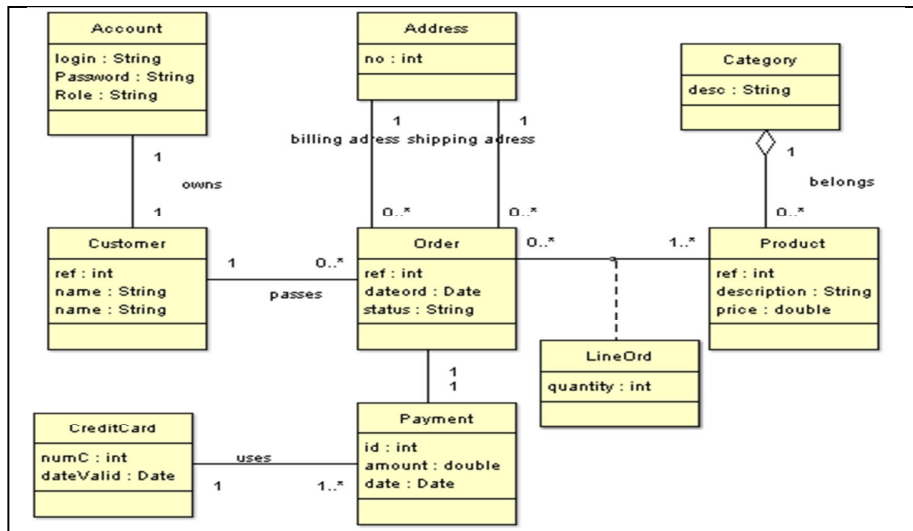 Account
login : String
Password : String
Role : String
Address
no : int
Category
desc : String
1
1
billing adress shipping adress
1
owns
1
0..*
0..*
1
belongs
0..*
Customer
ref : int
name : String
name : String
1
0..*
passes
Order
ref : int
dateord : Date
status : String
0..*
1..*
Product
ref : int
description : String
price : double
LineOrd
quantity : int
1
1
CreditCard
numC : int
dateValid : Date
uses
1
1..*
Payment
id : int
amount : double
date : Date